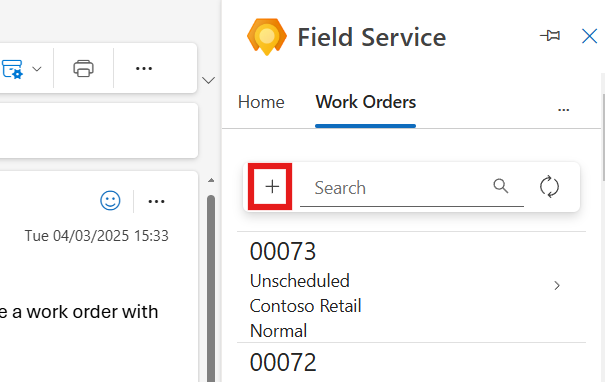 Field Service
Home Work Orders ...
Search
Tue 04/03/2025 15:33
00073
Unscheduled
e a work order with
Contoso Retail
Normal
00072